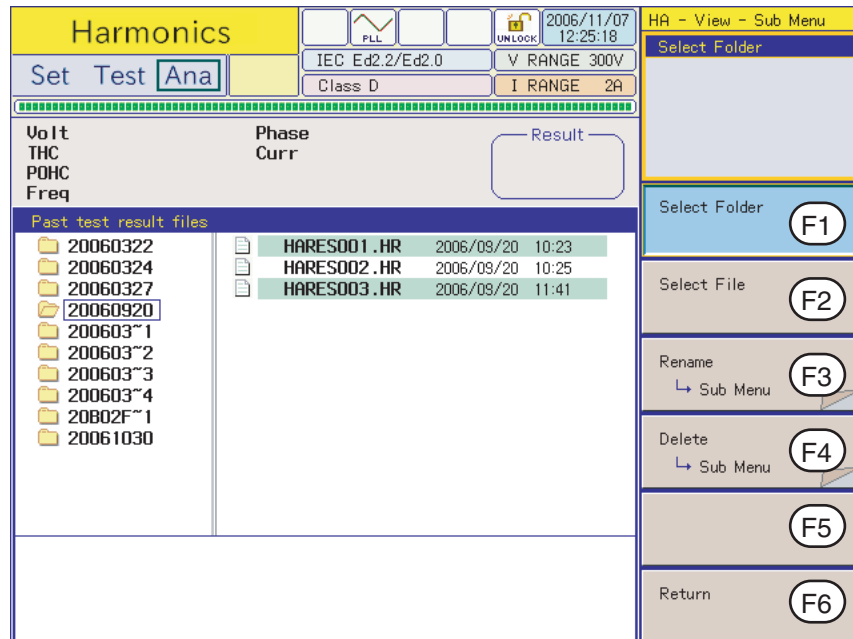 Harmonics
Set Test Ana
PLL
UNLOCK
2006/11/07
12:25:18
IEC Ed2.2/Ed2.0
V RANGE 300V
Class D
I RANGE 2A
Volt
THC
POHC
Freq
Phase
Curr
Result
Past test result files
20060322
20060324
20060327
20060920
200603~1
200603~2
200603~3
200603~4
20B02F~1
20061030
HARES001.HR 2006/09/20 10:23
HARES002.HR 2006/09/20 10:25
HARES003.HR 2006/09/20 11:41
HA - View - Sub Menu
Select Folder
Select Folder
F1
Select File
F2
Rename
↳ Sub Menu
F3
Delete
↳ Sub Menu
F4
F5
Return
F6